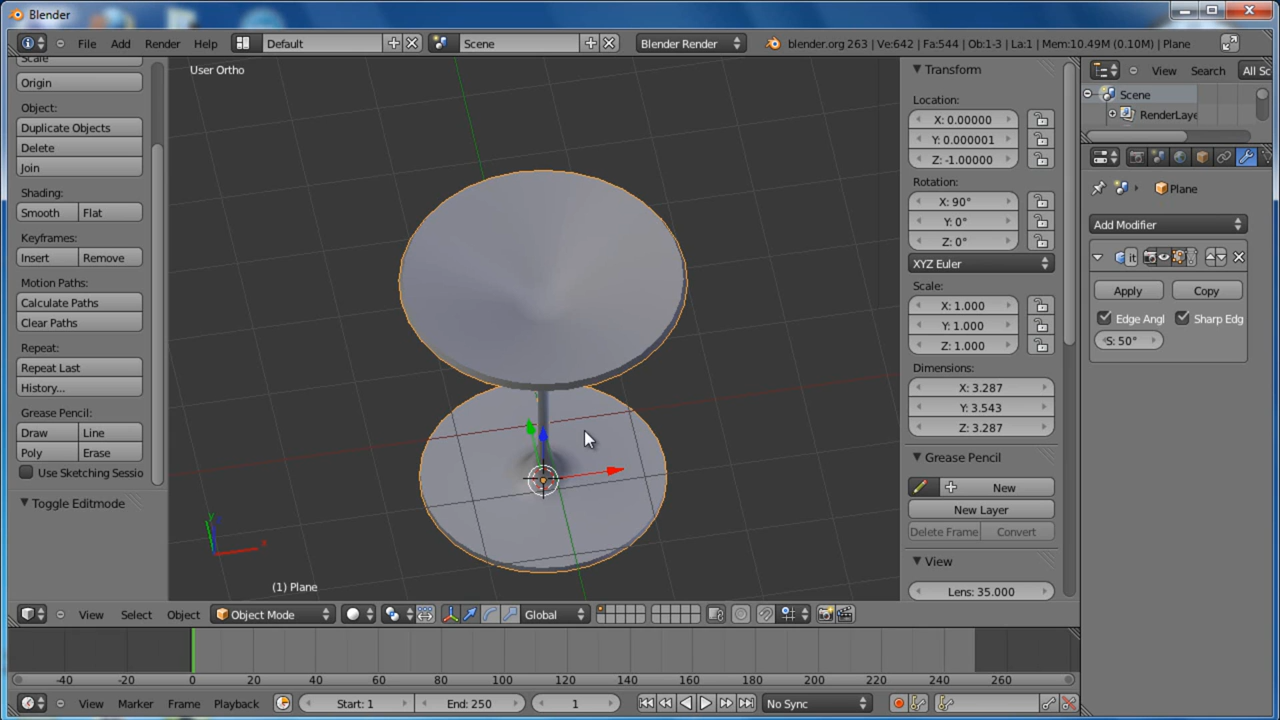 Blender
File Add Render Help Default Scene Blender Render blender.org 263 | Ve:642 | Fa:544 | Ob:1-3 | La:1 | Mem:10.49M (0.10M) | Plane
Scale
Origin
Object:
Duplicate Objects
Delete
Join
Shading:
Smooth Flat
Keyframes:
Insert Remove
Motion Paths:
Calculate Paths
Clear Paths
Repeat:
Repeat Last
History...
Grease Pencil:
Draw Line
Poly Erase
Use Sketching Sessio
Toggle Editmode
User Ortho
y
x
(1) Plane
View Select Object Object Mode Global
Transform
Location:
X: 0.00000
Y: 0.000001
Z: -1.00000
Rotation:
X: 90°
Y: 0°
Z: 0°
XYZ Euler
Scale:
X: 1.000
Y: 1.000
Z: 1.000
Dimensions:
X: 3.287
Y: 3.543
Z: 3.287
Grease Pencil
New
New Layer
Delete Frame Convert
View
Lens: 35.000
View Search All Sc
Scene
RenderLaye
Plane
Add Modifier
it
Apply Copy
Edge Angl Sharp Edg
S: 50°
-40 -20 0 20 40 60 80 100 120 140 160 180 200 220 240 260
View Marker Frame Playback Start: 1 End: 250 1 No Sync